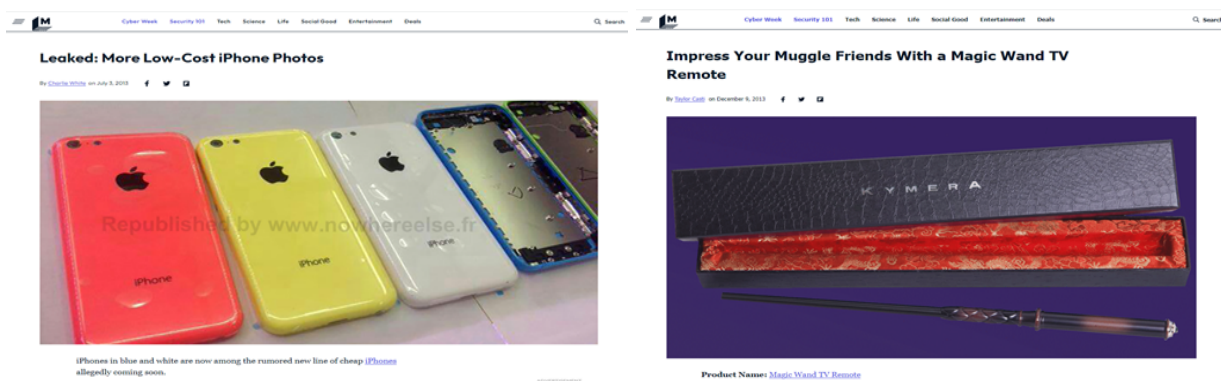 M
Cyber Week Security 101 Tech Science Life Social Good Entertainment Deals
Search
Leaked: More Low-Cost iPhone Photos
By Charlie White on July 3, 2013
Republished by www.nowhereelse.fr
iPhone
iPhone
iPhone
iPhones in blue and white are now among the rumored new line of cheap iPhones
allegedly coming soon.
M
Cyber Week Security 101 Tech Science Life Social Good Entertainment Deals
Search
Impress Your Muggle Friends With a Magic Wand TV
Remote
By Taylor Casti on December 6, 2013
KYMERA
Product Name: Magic Wand TV Remote